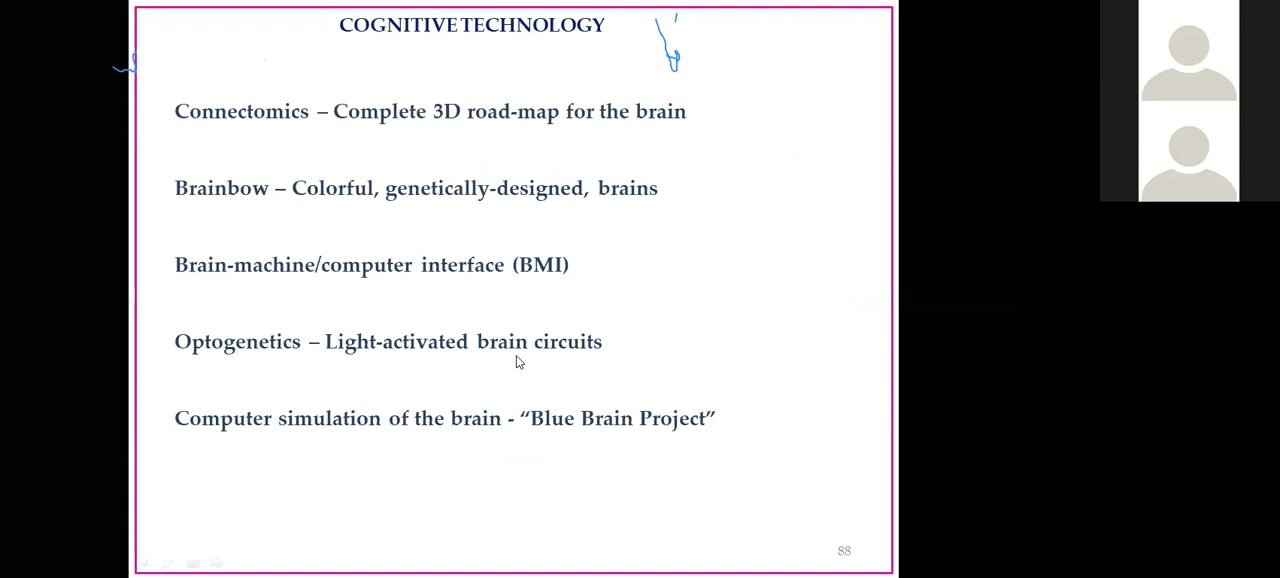 COGNITIVE TECHNOLOGY
Connectomics – Complete 3D road-map for the brain
Brainbow – Colorful, genetically-designed, brains
Brain-machine/computer interface (BMI)
Optogenetics – Light-activated brain circuits
Computer simulation of the brain - “Blue Brain Project”
88